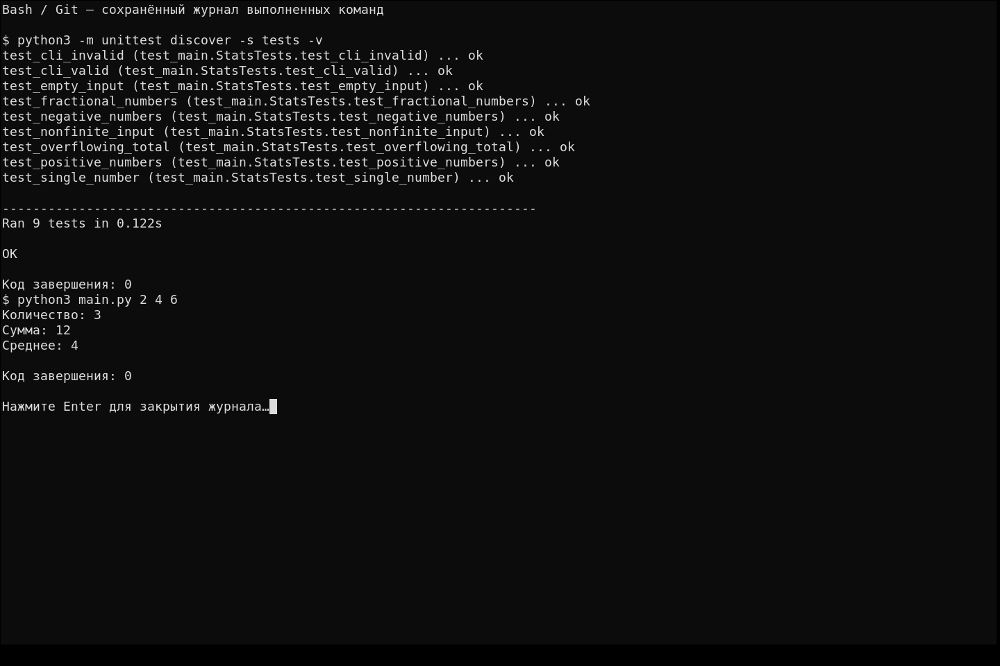 Bash / Git — сохранённый журнал выполненных команд
$ python3 -m unittest discover -s tests -v
test_cli_invalid (test_main.StatsTests.test_cli_invalid) ... ok
test_cli_valid (test_main.StatsTests.test_cli_valid) ... ok
test_empty_input (test_main.StatsTests.test_empty_input) ... ok
test_fractional_numbers (test_main.StatsTests.test_fractional_numbers) ... ok
test_negative_numbers (test_main.StatsTests.test_negative_numbers) ... ok
test_nonfinite_input (test_main.StatsTests.test_nonfinite_input) ... ok
test_overflowing_total (test_main.StatsTests.test_overflowing_total) ... ok
test_positive_numbers (test_main.StatsTests.test_positive_numbers) ... ok
test_single_number (test_main.StatsTests.test_single_number) ... ok
----------------------------------------------------------------------
Ran 9 tests in 0.122s
OK
Код завершения: 0
$ python3 main.py 2 4 6
Количество: 3
Сумма: 12
Среднее: 4
Код завершения: 0
Нажмите Enter для закрытия журнала…